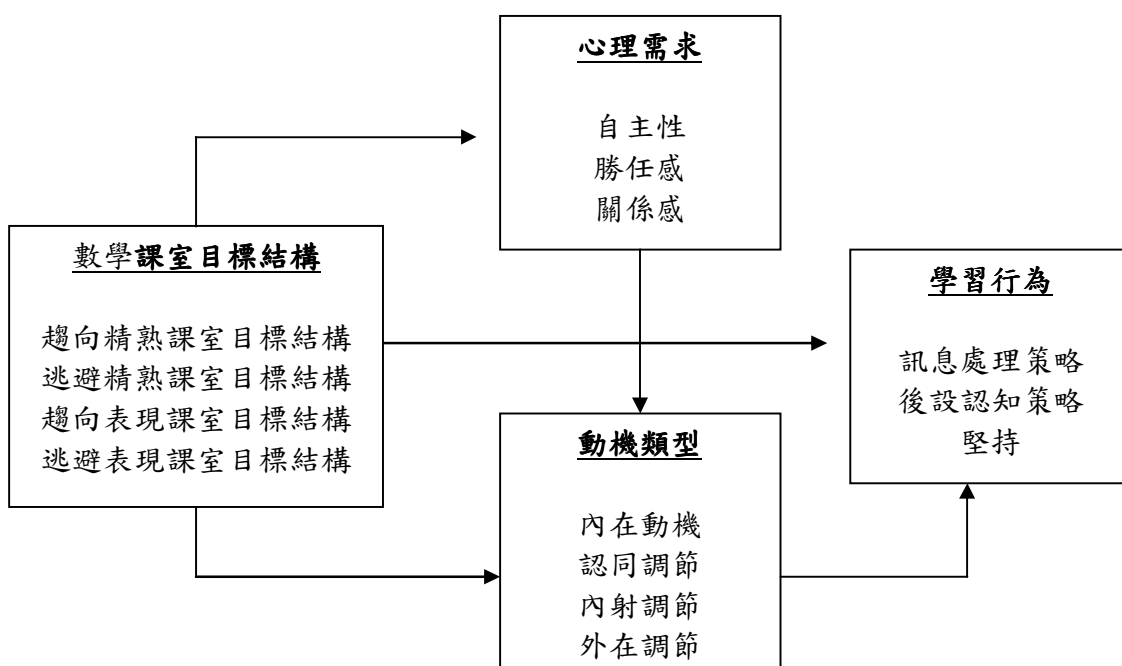 心理需求
自主性
勝任感
關係感
數學課室目標結構
趨向精熟課室目標結構
逃避精熟課室目標結構
趨向表現課室目標結構
逃避表現課室目標結構
學習行為
訊息處理策略
後設認知策略
堅持
動機類型
內在動機
認同調節
內射調節
外在調節